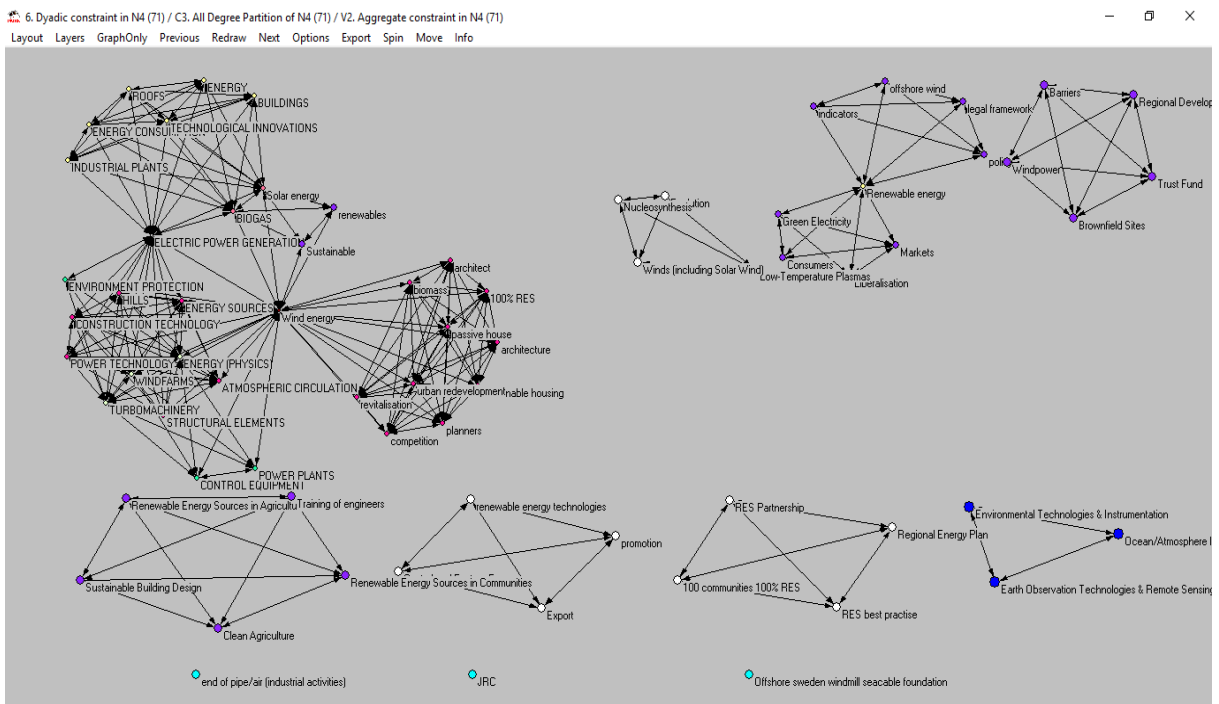 6. Dyadic constraint in N4 (71) / C3. All Degree Partition of N4 (71) / V2. Aggregate constraint in N4 (71)
Layout Layers GraphOnly Previous Redraw Next Options Export Spin Move Info
ROOFS
ENERGY
BUILDINGS
TECHNOLOGICAL INNOVATIONS
INDUSTRIAL PLANTS
Solar energy
BIOGAS
renewables
ELECTRIC POWER GENERATION
Sustainable
ENVIRONMENT PROTECTION
HILLS
ENERGY SOURCES
CONSTRUCTION TECHNOLOGY
Wind energy
POWER TECHNOLOGY
ENERGY (PHYSICS)
WINDFARMS
ATMOSPHERIC CIRCULATION
TURBOMACHINERY
STRUCTURAL ELEMENTS
POWER PLANTS
CONTROL EQUIPMENT
architect
biomass
100% RES
passive house
architecture
urban redevelopment
nable housing
revitalisation
planners
competition
Nucleosynthesis
lution
Winds (including Solar Wind)
Low-Temperature Plasmas
offshore wind
indicators
legal framework
Renewable energy
Green Electricity
Markets
Consumers
Liberalisation
Barriers
Regional Develop
Windpower
Trust Fund
Brownfield Sites
Renewable Energy Sources in Agricultu
Training of engineers
Sustainable Building Design
Renewable Energy Sources in Communities
Clean Agriculture
renewable energy technologies
promotion
Export
RES Partnership
Regional Energy Plan
100 communities 100% RES
RES best practise
Environmental Technologies & Instrumentation
Ocean/Atmosphere I
Earth Observation Technologies & Remote Sensing
end of pipe/air (industrial activities)
JRC
Offshore sweden windmill seacable foundation